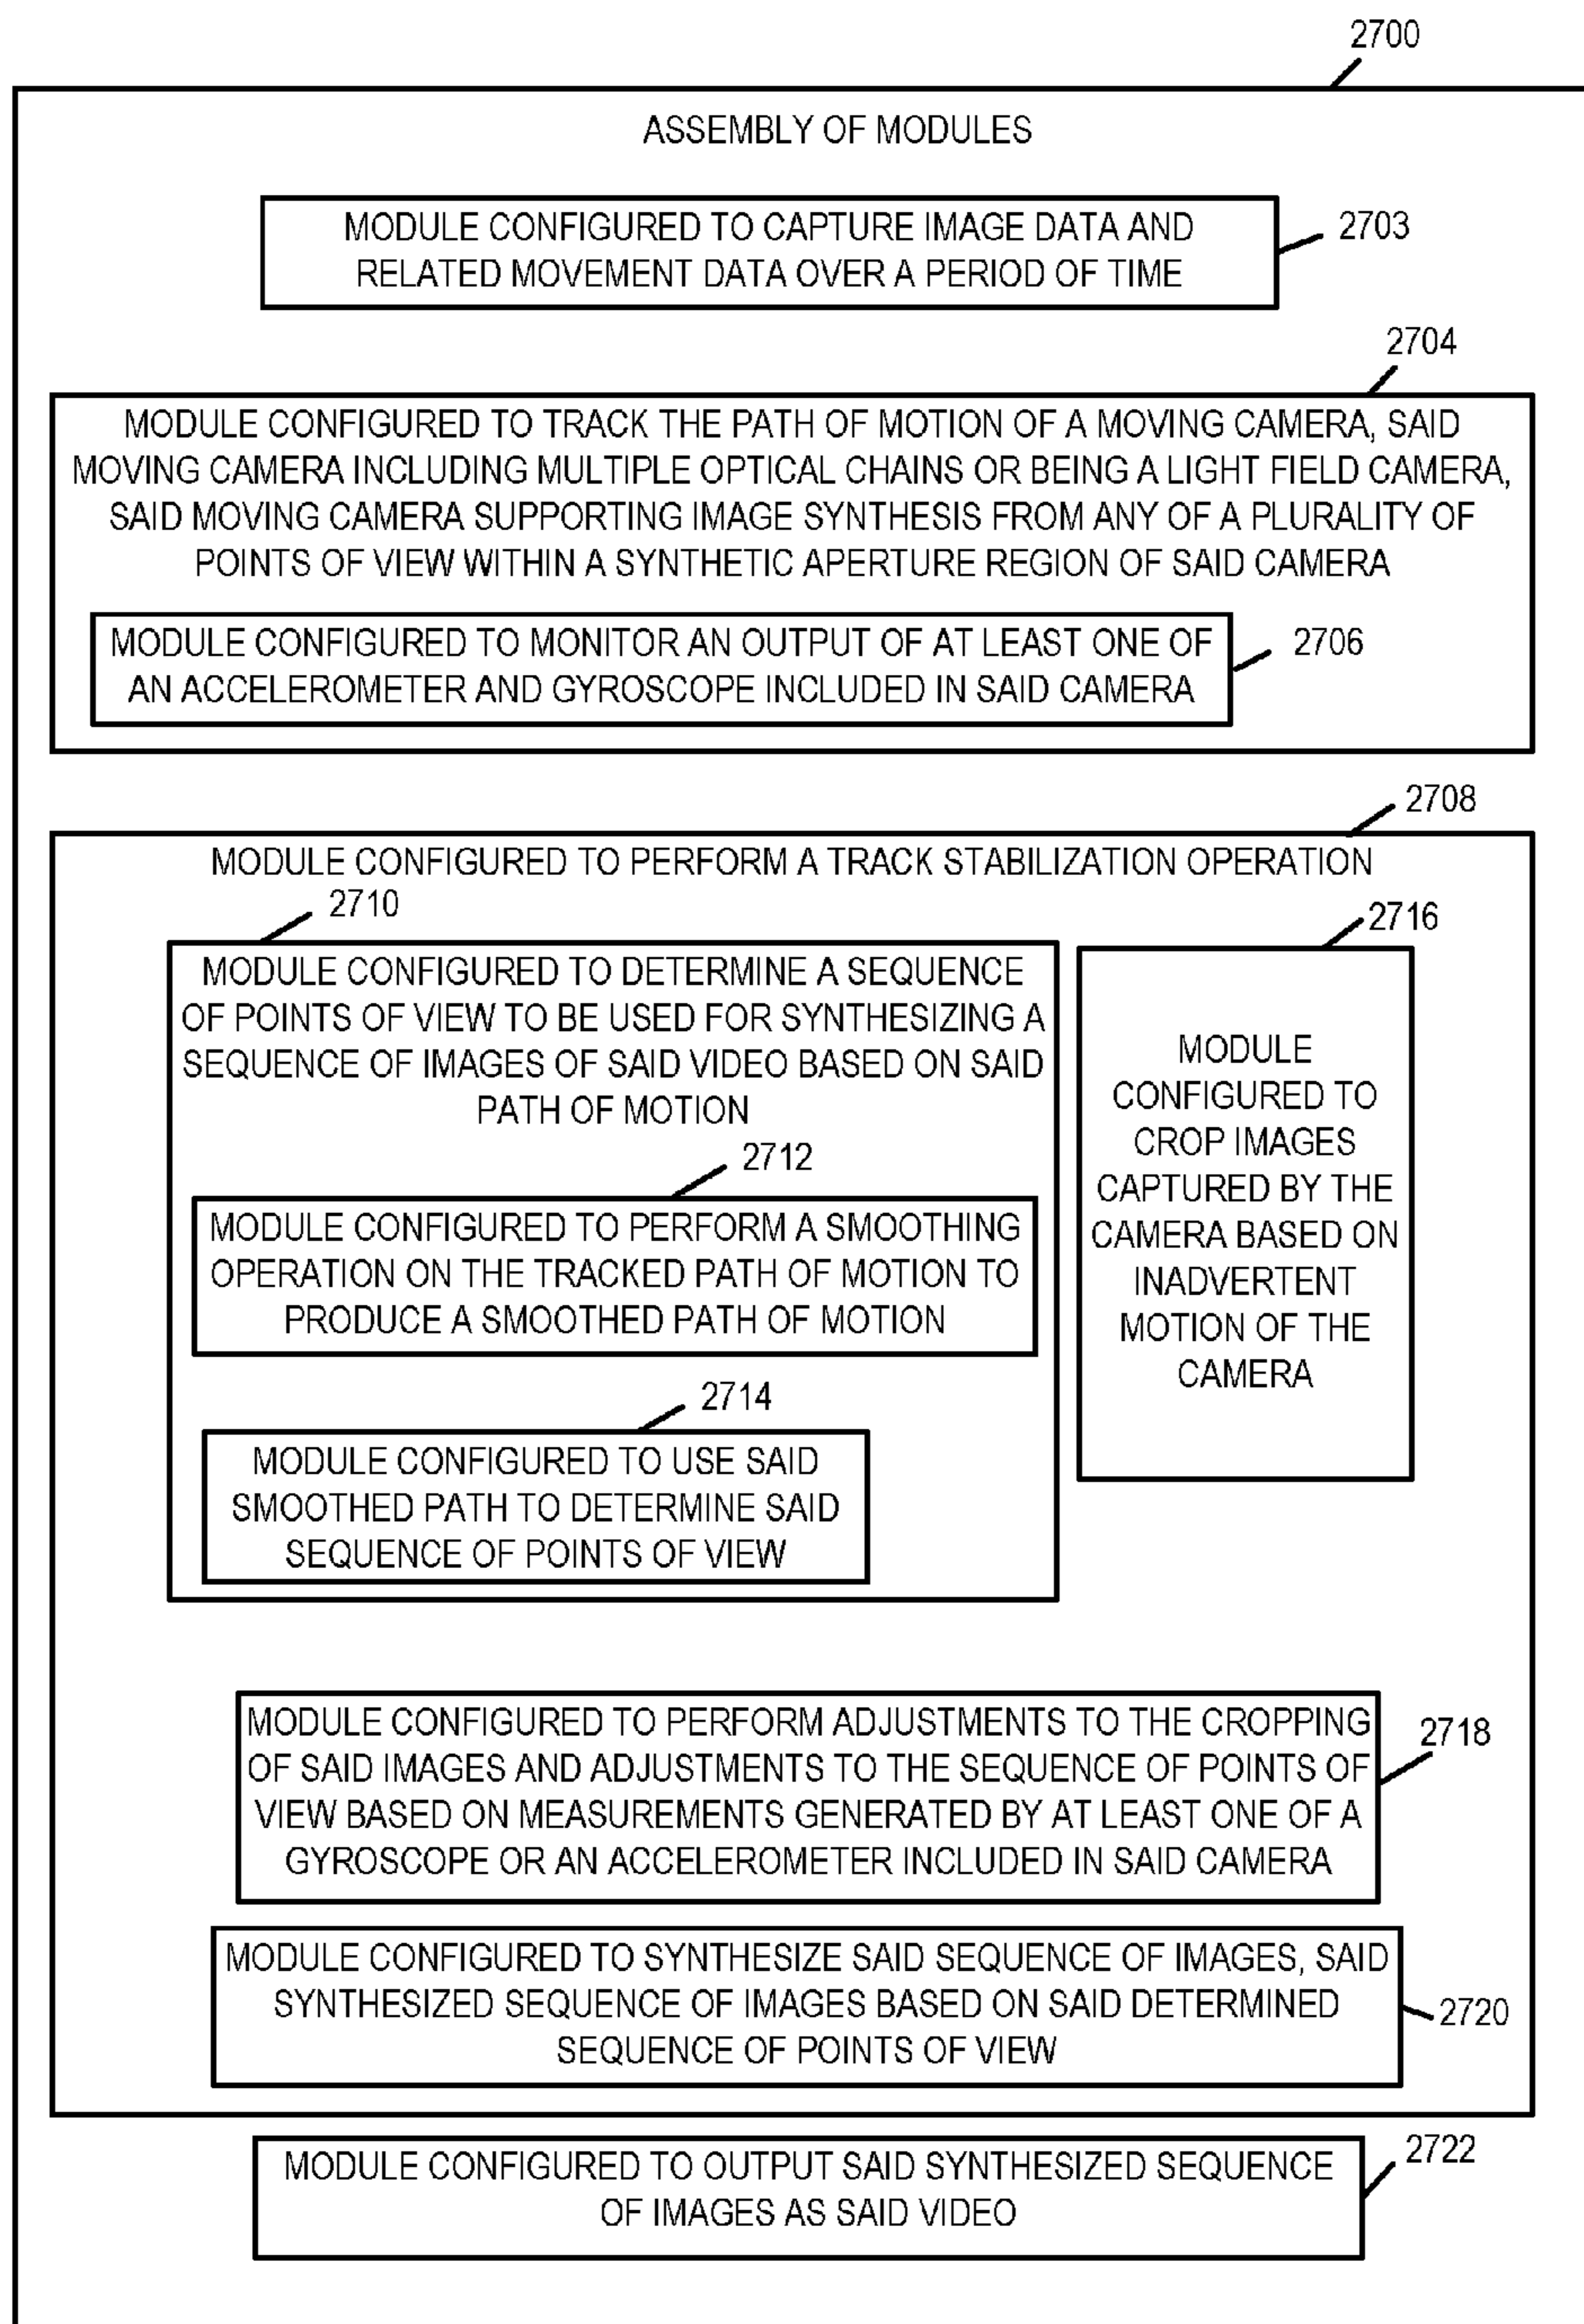 2700
ASSEMBLY OF MODULES
MODULE CONFIGURED TO CAPTURE IMAGE DATA AND
RELATED MOVEMENT DATA OVER A PERIOD OF TIME
2703
2704
MODULE CONFIGURED TO TRACK THE PATH OF MOTION OF A MOVING CAMERA, SAID
MOVING CAMERA INCLUDING MULTIPLE OPTICAL CHAINS OR BEING A LIGHT FIELD CAMERA,
SAID MOVING CAMERA SUPPORTING IMAGE SYNTHESIS FROM ANY OF A PLURALITY OF
POINTS OF VIEW WITHIN A SYNTHETIC APERTURE REGION OF SAID CAMERA
MODULE CONFIGURED TO MONITOR AN OUTPUT OF AT LEAST ONE OF
AN ACCELEROMETER AND GYROSCOPE INCLUDED IN SAID CAMERA
2706
2708
MODULE CONFIGURED TO PERFORM A TRACK STABILIZATION OPERATION
2710
MODULE CONFIGURED TO DETERMINE A SEQUENCE
OF POINTS OF VIEW TO BE USED FOR SYNTHESIZING A
SEQUENCE OF IMAGES OF SAID VIDEO BASED ON SAID
PATH OF MOTION
2712
MODULE CONFIGURED TO PERFORM A SMOOTHING
OPERATION ON THE TRACKED PATH OF MOTION TO
PRODUCE A SMOOTHED PATH OF MOTION
2714
MODULE CONFIGURED TO USE SAID
SMOOTHED PATH TO DETERMINE SAID
SEQUENCE OF POINTS OF VIEW
2716
MODULE
CONFIGURED TO
CROP IMAGES
CAPTURED BY THE
CAMERA BASED ON
INADVERTENT
MOTION OF THE
CAMERA
MODULE CONFIGURED TO PERFORM ADJUSTMENTS TO THE CROPPING
OF SAID IMAGES AND ADJUSTMENTS TO THE SEQUENCE OF POINTS OF
VIEW BASED ON MEASUREMENTS GENERATED BY AT LEAST ONE OF A
GYROSCOPE OR AN ACCELEROMETER INCLUDED IN SAID CAMERA
2718
MODULE CONFIGURED TO SYNTHESIZE SAID SEQUENCE OF IMAGES, SAID
SYNTHESIZED SEQUENCE OF IMAGES BASED ON SAID DETERMINED
SEQUENCE OF POINTS OF VIEW
2720
MODULE CONFIGURED TO OUTPUT SAID SYNTHESIZED SEQUENCE
OF IMAGES AS SAID VIDEO
2722